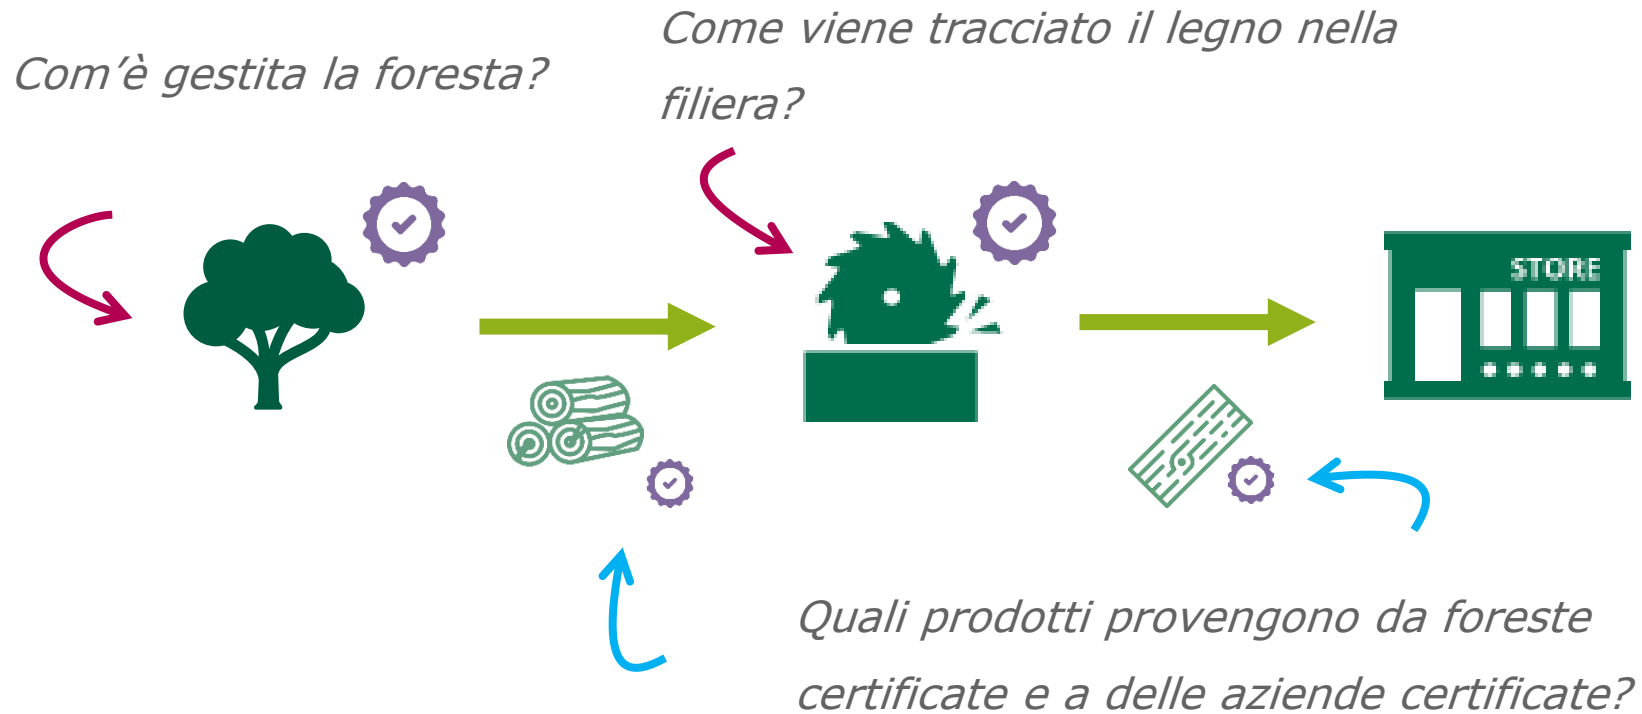 Com’è gestita la foresta?
Come viene tracciato il legno nella
filiera?
STORE
Quali prodotti provengono da foreste
certificate e a delle aziende certificate?